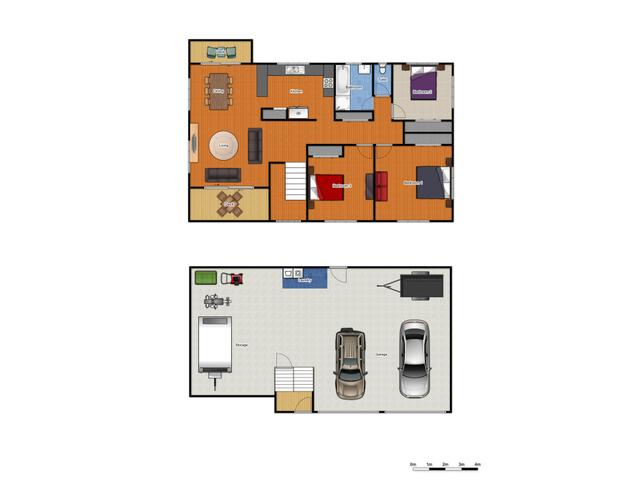 Dining
Kitchen
Bathroom
Toilet
Bedroom 2
Living
Bedroom 3
Bedroom 1
Deck
Laundry
Storage
Garage
0m 1m 2m 3m 4m